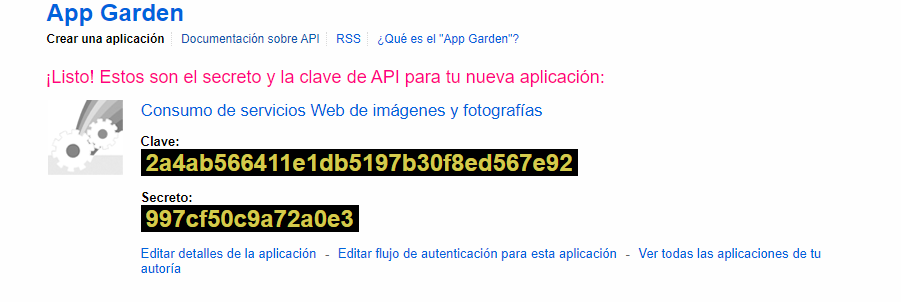 App Garden
Crear una aplicación Documentación sobre API RSS ¿Qué es el "App Garden"?
¡Listo! Estos son el secreto y la clave de API para tu nueva aplicación:
Consumo de servicios Web de imágenes y fotografías
Clave:
2a4ab566411e1db5197b30f8ed567e92
Secreto:
997cf50c9a72a0e3
Editar detalles de la aplicación - Editar flujo de autenticación para esta aplicación - Ver todas las aplicaciones de tu
autoría